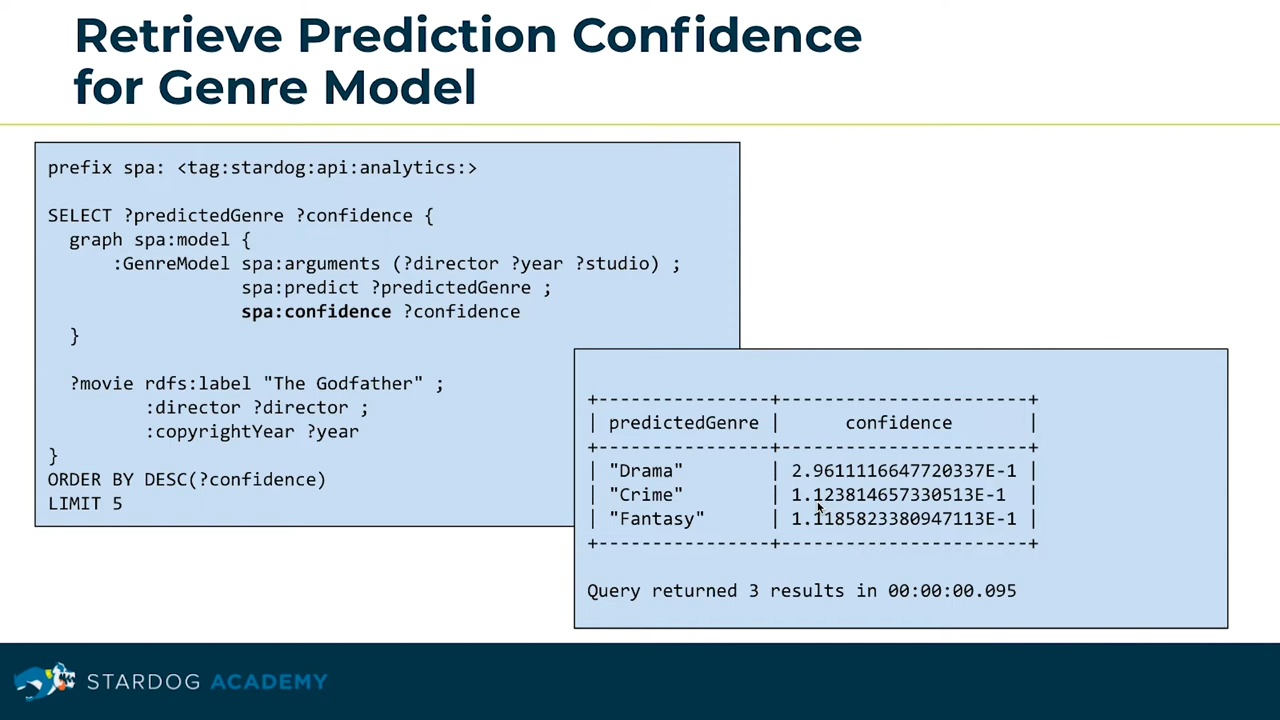 Retrieve Prediction Confidence
for Genre Model
prefix spa: <tag:stardog:api:analytics:>
SELECT ?predictedGenre ?confidence {
graph spa:model {
:GenreModel spa:arguments (?director ?year ?studio) ;
spa:predict ?predictedGenre ;
spa:confidence ?confidence
}
?movie rdfs:label "The Godfather" ;
:director ?director ;
:copyrightYear ?year
}
ORDER BY DESC(?confidence)
LIMIT 5
+----------------+-----------------------+
| predictedGenre | confidence |
+----------------+-----------------------+
| "Drama" | 2.9611116647720337E-1 |
| "Crime" | 1.123814657330513E-1 |
| "Fantasy" | 1.1185823380947113E-1 |
+----------------+-----------------------+
Query returned 3 results in 00:00:00.095
STARDOG ACADEMY